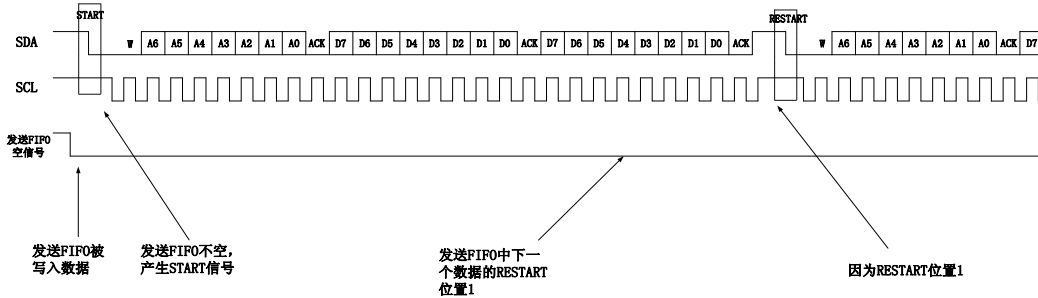 START
RESTART
SDA W A6 A5 A4 A3 A2 A1 A0 ACK D7 D6 D5 D4 D3 D2 D1 D0 ACK D7 D6 D5 D4 D3 D2 D1 D0 ACK W A6 A5 A4 A3 A2 A1 A0 ACK D7
SCL
发送FIFO
空信号
发送FIFO被
写入数据
发送FIFO不空，
产生START信号
发送FIFO中下一
个数据的RESTART
位置1
因为RESTART位置1